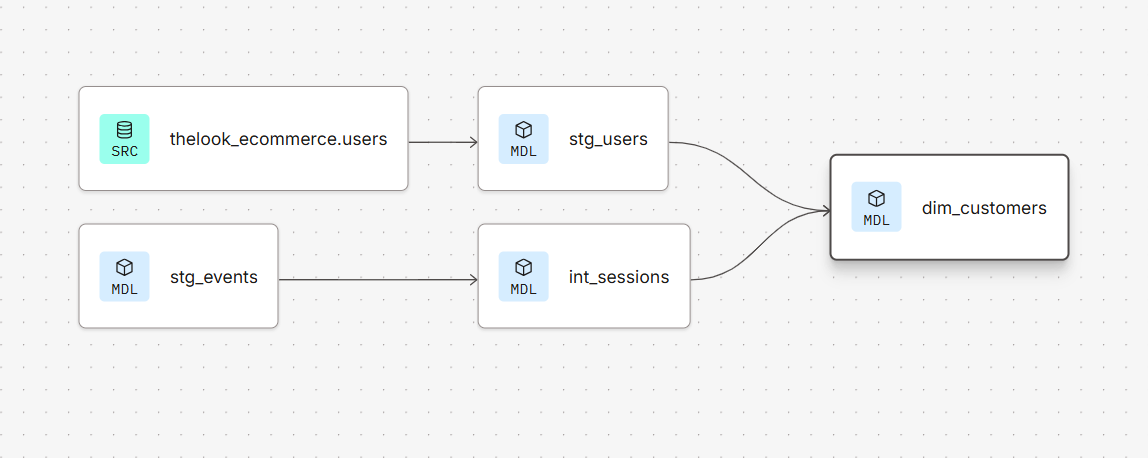 SRC
thelook_ecommerce.users
MDL
stg_users
MDL
stg_events
MDL
int_sessions
MDL
dim_customers